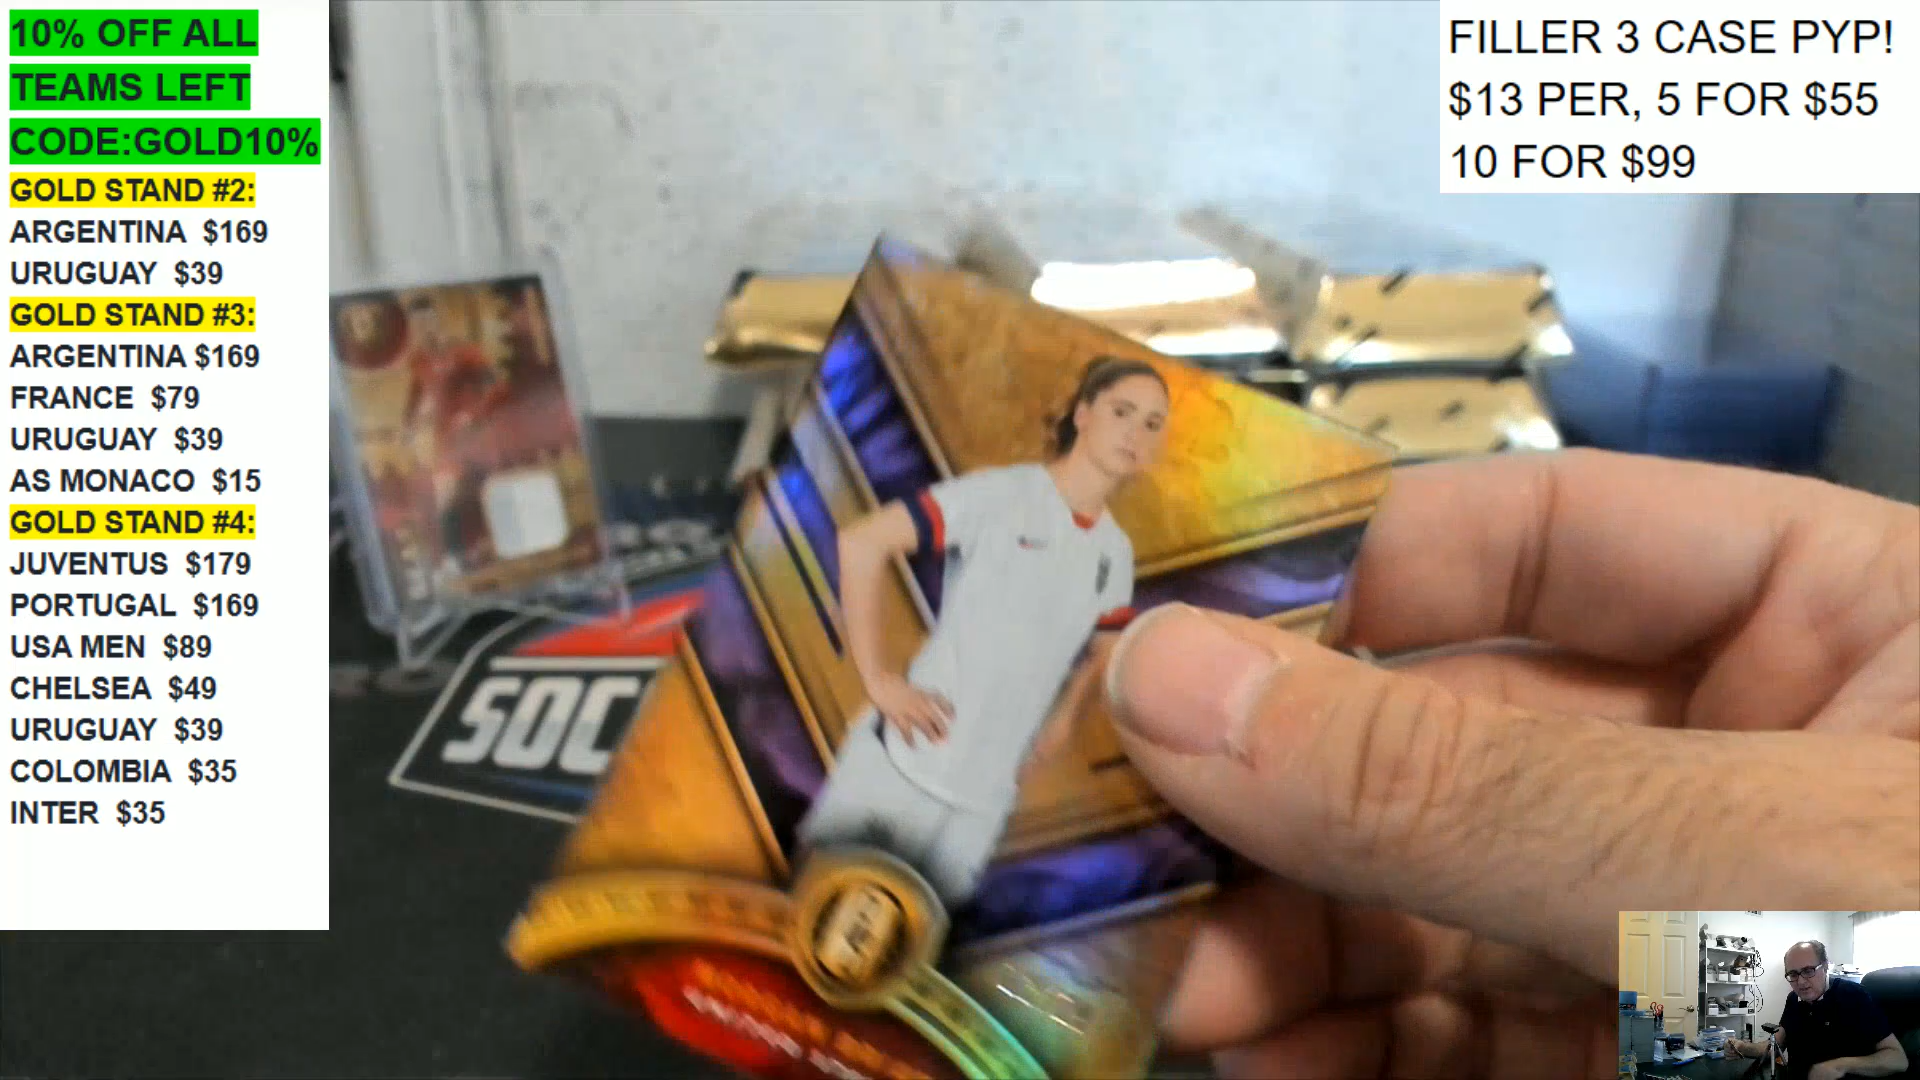 10% OFF ALL
TEAMS LEFT
CODE:GOLD10%
GOLD STAND #2:
ARGENTINA $169
URUGUAY $39
GOLD STAND #3:
ARGENTINA $169
FRANCE $79
URUGUAY $39
AS MONACO $15
GOLD STAND #4:
JUVENTUS $179
PORTUGAL $169
USA MEN $89
CHELSEA $49
URUGUAY $39
COLOMBIA $35
INTER $35
FILLER 3 CASE PYP!
$13 PER, 5 FOR $55
10 FOR $99
SOC